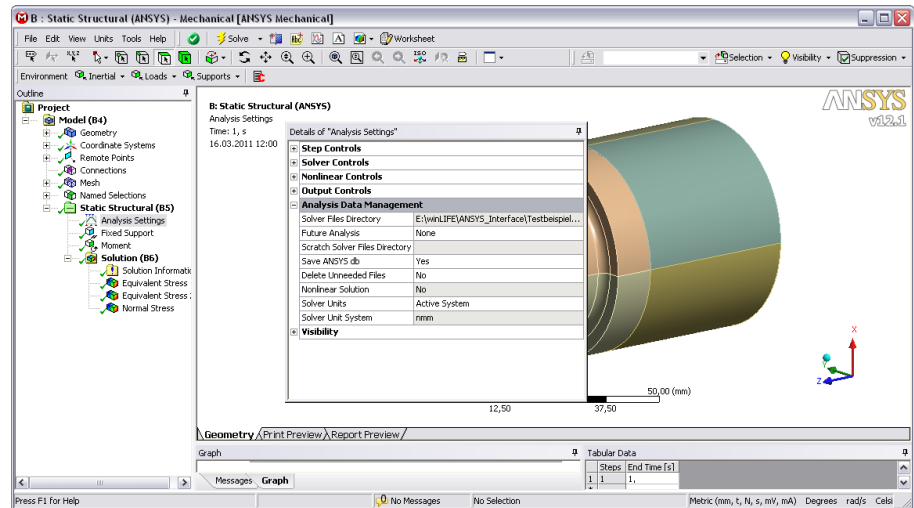 B : Static Structural (ANSYS) - Mechanical [ANSYS Mechanical]
File Edit View Units Tools Help Solve A Worksheet
Selection Visibility Suppression
Environment Inertial Loads Supports
Outline
Project
Model (B4)
Geometry
Coordinate Systems
Remote Points
Connections
Mesh
Named Selections
Static Structural (B5)
Analysis Settings
Fixed Support
Moment
Solution (B6)
Solution Informatic
Equivalent Stress
Equivalent Stress
Normal Stress
B: Static Structural (ANSYS)
Analysis Settings
Time: 1, s
16.03.2011 12:00
ANSYS
v12.1
Details of "Analysis Settings"
Step Controls
Solver Controls
Nonlinear Controls
Output Controls
Analysis Data Management
Solver Files Directory E:\winLIFE\ANSYS_Interface\Testbeispiel...
Future Analysis None
Scratch Solver Files Directory
Save ANSYS db Yes
Delete Unneeded Files No
Nonlinear Solution No
Solver Units Active System
Solver Unit System nmm
Visibility
X
Z
50,00 (mm)
12,50 37,50
Geometry Print Preview Report Preview
Graph
Messages Graph
Tabular Data
Steps End Time [s]
1 1 1,
*
Press F1 for Help No Messages No Selection Metric (mm, t, N, s, mV, mA) Degrees rad/s Celsi